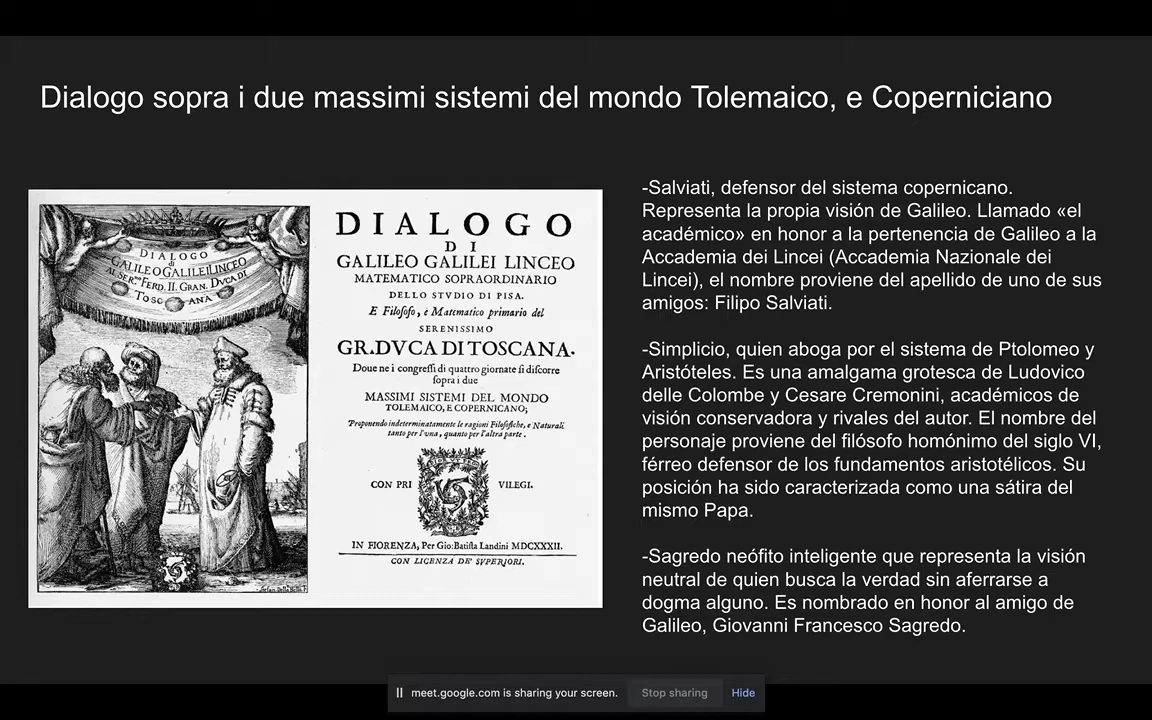 Dialogo sopra i due massimi sistemi del mondo Tolemaico, e Coperniciano
DIALOGO
di
GALILEO GALILEI LINCEO
AL SER.mo FERD. II. GRAN. DVCA DI
TOSCANA
DIALOGO
DI
GALILEO GALILEI LINCEO
MATEMATICO SOPRAORDINARIO
DELLO STVDIO DI PISA.
E Filosofo, e Matematico primario del
SERENISSIMO
GR.DVCA DI TOSCANA.
Doue ne i congressi di quattro giornate si discorre
sopra i due
MASSIMI SISTEMI DEL MONDO
TOLEMAICO, E COPERNICANO;
Proponendo indeterminatamente le ragioni Filosofiche, e Naturali
tanto per l'vna, quanto per l'altra parte.
CON PRI VILEGI.
IN FIORENZA, Per Gio:Batista Landini MDCXXXII.
CON LICENZA DE' SVPERIORI.
-Salviati, defensor del sistema copernicano.
Representa la propia visión de Galileo. Llamado «el
académico» en honor a la pertenencia de Galileo a la
Accademia dei Lincei (Accademia Nazionale dei
Lincei), el nombre proviene del apellido de uno de sus
amigos: Filipo Salviati.
-Simplicio, quien aboga por el sistema de Ptolomeo y
Aristóteles. Es una amalgama grotesca de Ludovico
delle Colombe y Cesare Cremonini, académicos de
visión conservadora y rivales del autor. El nombre del
personaje proviene del filósofo homónimo del siglo VI,
férreo defensor de los fundamentos aristotélicos. Su
posición ha sido caracterizada como una sátira del
mismo Papa.
-Sagredo neófito inteligente que representa la visión
neutral de quien busca la verdad sin aferrarse a
dogma alguno. Es nombrado en honor al amigo de
Galileo, Giovanni Francesco Sagredo.
meet.google.com is sharing your screen.
Stop sharing
Hide